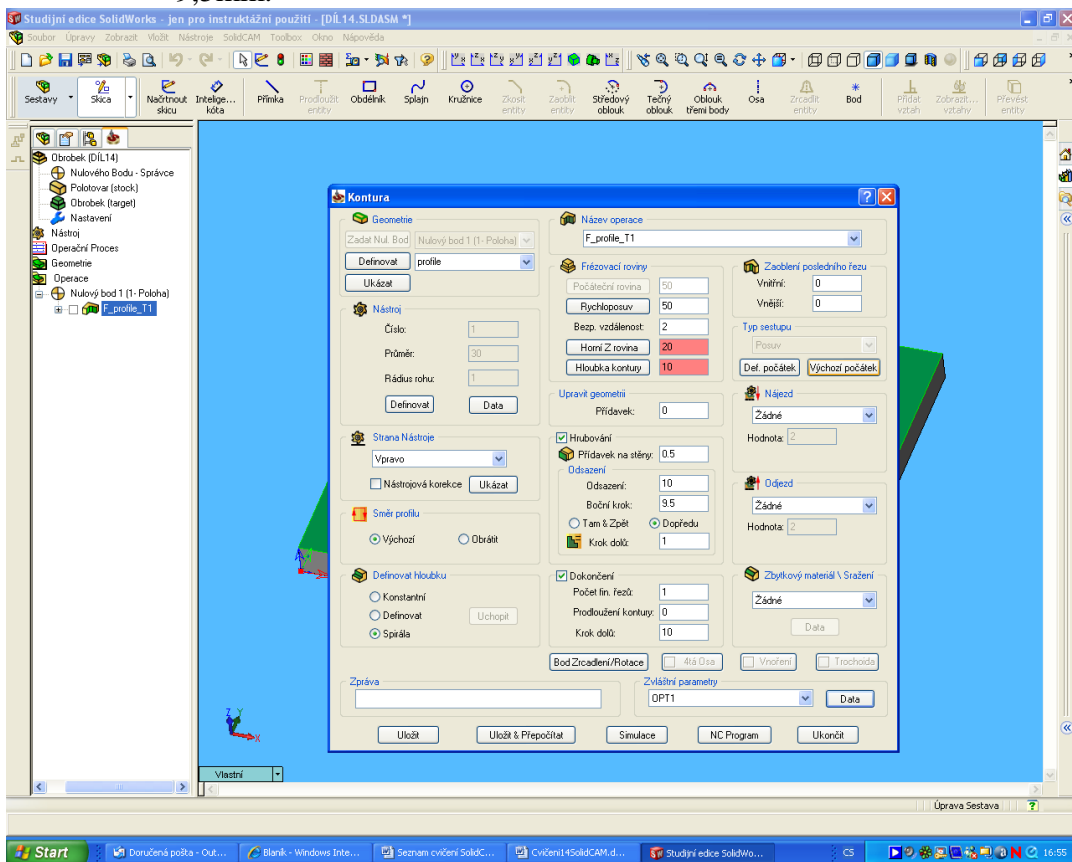 Studijní edice SolidWorks - jen pro instruktážní použití - [DÍL14.SLDASM *]
Soubor Úpravy Zobrazit Vložit Nástroje SolidCAM Toolbox Okno Nápověda
Sestavy
Skica
Načrtnout skicu
Intelige... kóta
Přímka
Prodloužit entity
Obdélník
Splajn
Kružnice
Zkosit entity
Zaoblit entity
Středový oblouk
Tečný oblouk
Oblouk třemi body
Osa
Zrcadlit entity
Bod
Přidat vztah
Zobrazit... vztahy
Převést entity
Obrobek (DÍL14)
Nulového Bodu - Správce
Polotovar (stock)
Obrobek (target)
Nastavení
Nástroj
Operační Proces
Geometrie
Operace
Nulový bod 1 (1- Poloha)
F_profile_T1
Kontura
Geometrie
Zadat Nul. Bod
Nulový bod 1 (1- Poloha)
Definovat
profile
Ukázat
Nástroj
Číslo: 1
Průměr: 30
Rádius rohu: 1
Definovat
Data
Strana Nástroje
Vpravo
Nástrojová korekce
Ukázat
Směr profilu
Výchozí
Obrátit
Definovat hloubku
Konstantní
Definovat
Uchopit
Spirála
Název operace
F_profile_T1
Frézovací roviny
Počáteční rovina 50
Rychloposuv 50
Bezp. vzdálenost: 2
Horní Z rovina 20
Hloubka kontury 10
Upravit geometrii
Přídavek: 0
Hrubování
Přídavek na stěny: 0.5
Odsazení
Odsazení: 10
Boční krok: 9.5
Tam & Zpět
Dopředu
Krok dolů: 1
Dokončení
Počet fin. řezů: 1
Prodloužení kontury: 0
Krok dolů: 10
Zaoblení posledního řezu
Vnitřní: 0
Vnější: 0
Typ sestupu
Posuv
Def. počátek
Výchozí počátek
Nájezd
Žádné
Hodnota: 2
Odjezd
Žádné
Hodnota: 2
Zbytkový materiál \ Sražení
Žádné
Data
Bod Zrcadlení/Rotace
4tá Osa
Vnoření
Trochoida
Zpráva
Zvláštní parametry
OPT1
Data
Uložit
Uložit & Přepočítat
Simulace
NC Program
Ukončit
Z
Y
X
Vlastní
Úprava Sestava
Start
Doručená pošta - Out...
Blaník - Windows Inte...
Seznam cvičení SolidC...
Cvičení14SolidCAM.d...
Studijní edice SolidWo...
CS
16:55